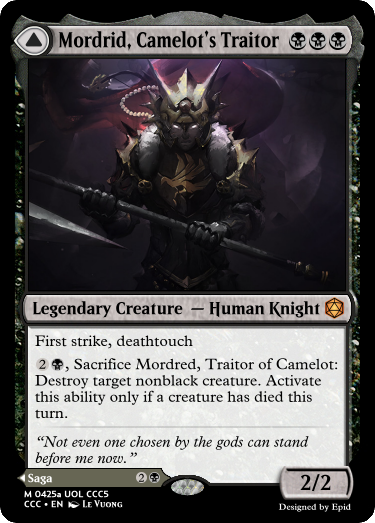 Mordrid, Camelot's Traitor
Legendary Creature — Human Knight
First strike, deathtouch
2, Sacrifice Mordred, Traitor of Camelot:
Destroy target nonblack creature. Activate
this ability only if a creature has died this
turn.
"Not even one chosen by the gods can stand
before me now."
Saga 2
2/2
M 0425a UOL CCC5
CCC • EN Le Vuong
Designed by Epid